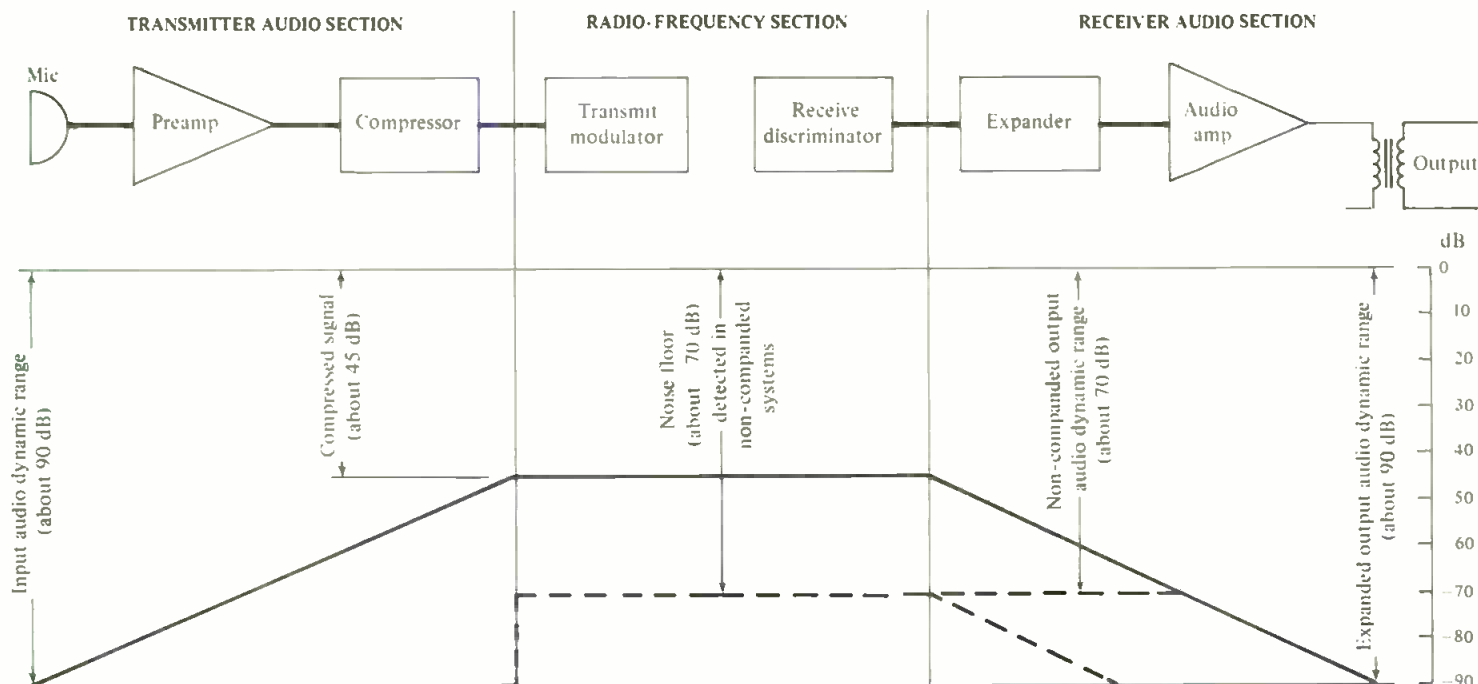 TRANSMITTER AUDIO SECTION
RADIO-FREQUENCY SECTION
RECEIVER AUDIO SECTION
Mic
Preamp
Compressor
Transmit
modulator
Receive
discriminator
Expander
Audio
amp
Output
dB
0
10
20
30
40
50
60
-70
-80
-90
Input audio dynamic range
(about 90 dB)
Compressed signal
(about 45 dB)
Noise floor
(about 70 dB)
detected in
non-companded
systems
Non-companded output
audio dynamic range
(about 70 dB)
Expanded output audio dynamic range
(about 90 dB)